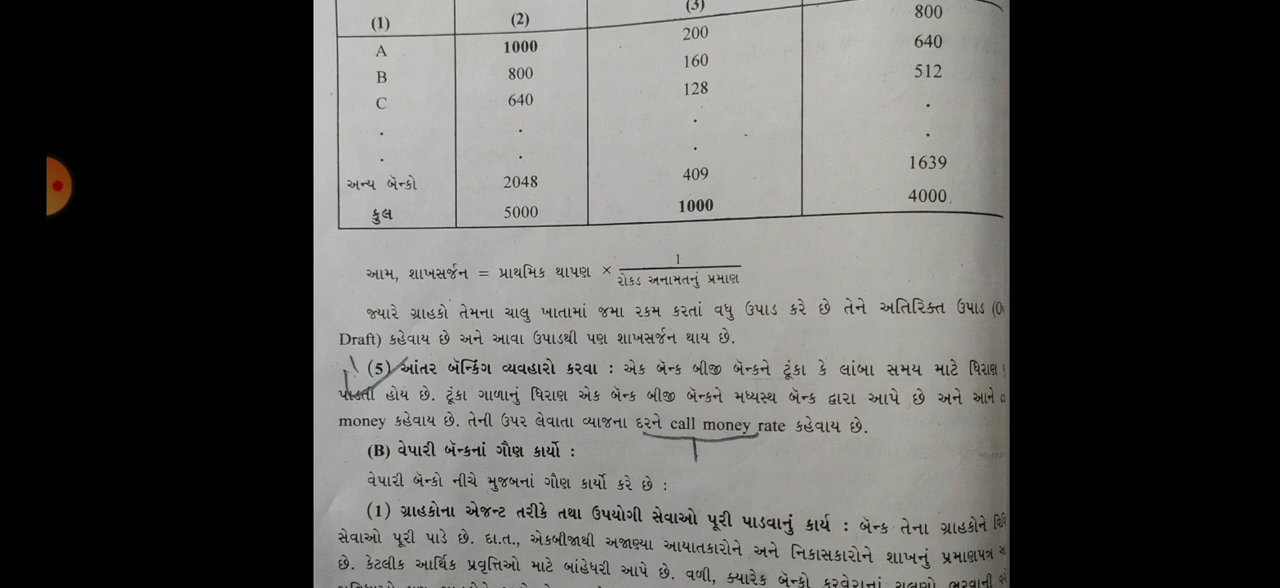 (1) (2) (3)
800
A 1000 200 640
B 800 160 512
C 640 128 .
. . . .
. . . 1639
અન્ય બૅન્કો 2048 409 4000
કુલ 5000 1000
આમ, શાખસર્જન = પ્રાથમિક થાપણ × 1
રોકડ અનામતનું પ્રમાણ
જ્યારે ગ્રાહકો તેમના ચાલુ ખાતામાં જમા રકમ કરતાં વધુ ઉપાડ કરે છે તેને અતિરિક્ત ઉપાડ
Draft) કહેવાય છે અને આવા ઉપાડથી પણ શાખસર્જન થાય છે.
(5) આંતર બૅન્કિંગ વ્યવહારો કરવા : એક બૅન્ક બીજી બૅન્કને ટૂંકા કે લાંબા સમય માટે ધિરાણ
હોય છે. ટૂંકા ગાળાનું ધિરાણ એક બૅન્ક બીજી બૅન્કને મધ્યસ્થ બૅન્ક દ્વારા આપે છે અને આને
money કહેવાય છે. તેની ઉપર લેવાતા વ્યાજના દરને call money rate કહેવાય છે.
(B) વેપારી બૅન્કનાં ગૌણ કાર્યો :
વેપારી બૅન્કો નીચે મુજબનાં ગૌણ કાર્યો કરે છે :
(1) ગ્રાહકોના એજન્ટ તરીકે તથા ઉપયોગી સેવાઓ પૂરી પાડવાનું કાર્ય : બૅન્ક તેના ગ્રાહકોને
સેવાઓ પૂરી પાડે છે. દા.ત., એકબીજાથી અજાણ્યા આયાતકારોને અને નિકાસકારોને શાખનું પ્રમાણપત્ર
છે. કેટલીક આર્થિક પ્રવૃત્તિઓ માટે બાંહેધરી આપે છે. વળી, ક્યારેક બૅન્કો કરવેરાનાં